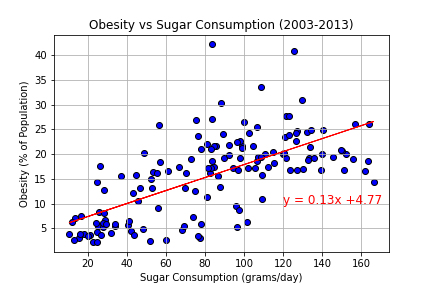 Obesity vs Sugar Consumption (2003-2013)
Obesity (% of Population)
40
35
30
25
20
15
10
5
y = 0.13x +4.77
20 40 60 80 100 120 140 160
Sugar Consumption (grams/day)